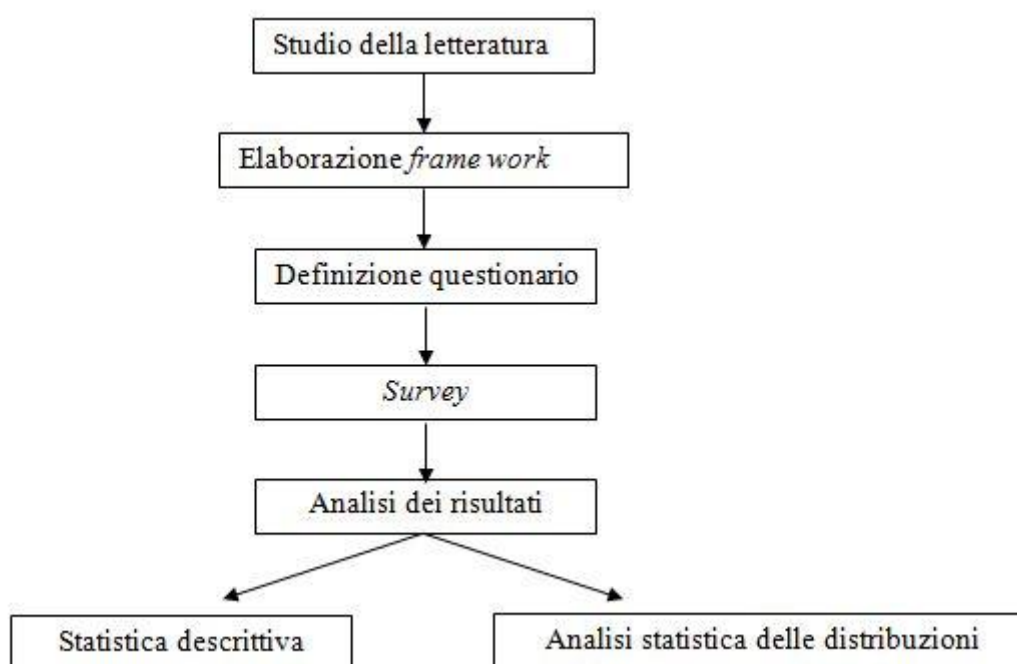 Studio della letteratura
Elaborazione frame work
Definizione questionario
Survey
Analisi dei risultati
Statistica descrittiva
Analisi statistica delle distribuzioni